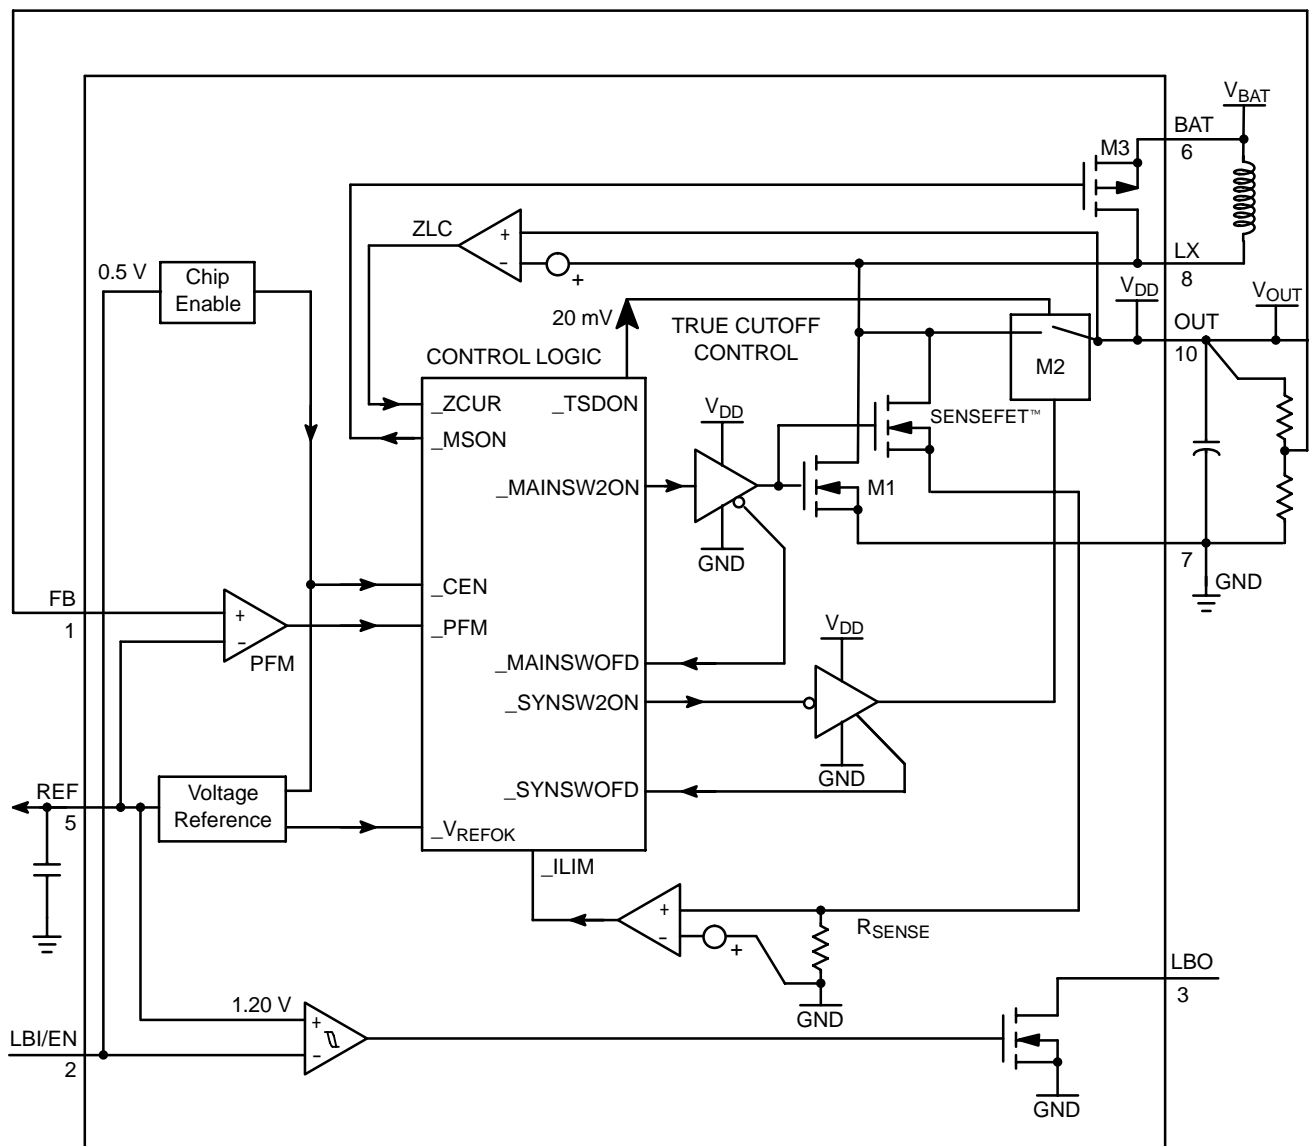 V_BAT
BAT
6
M3
ZLC
+
-
+
LX
8
0.5 V
Chip
Enable
V_DD
V_OUT
20 mV
TRUE CUTOFF
CONTROL
OUT
10
CONTROL LOGIC
M2
_ZCUR
_TSDON
V_DD
SENSEFET™
_MSON
_MAINSW2ON
M1
GND
7
GND
_CEN
FB
1
+
-
PFM
_PFM
V_DD
_MAINSWOFD
_SYNSW2ON
GND
REF
5
Voltage
Reference
_SYNSWOFD
_V_REFOK
_ILIM
+
-
+
R_SENSE
GND
LBO
3
1.20 V
+
-
LBI/EN
2
GND